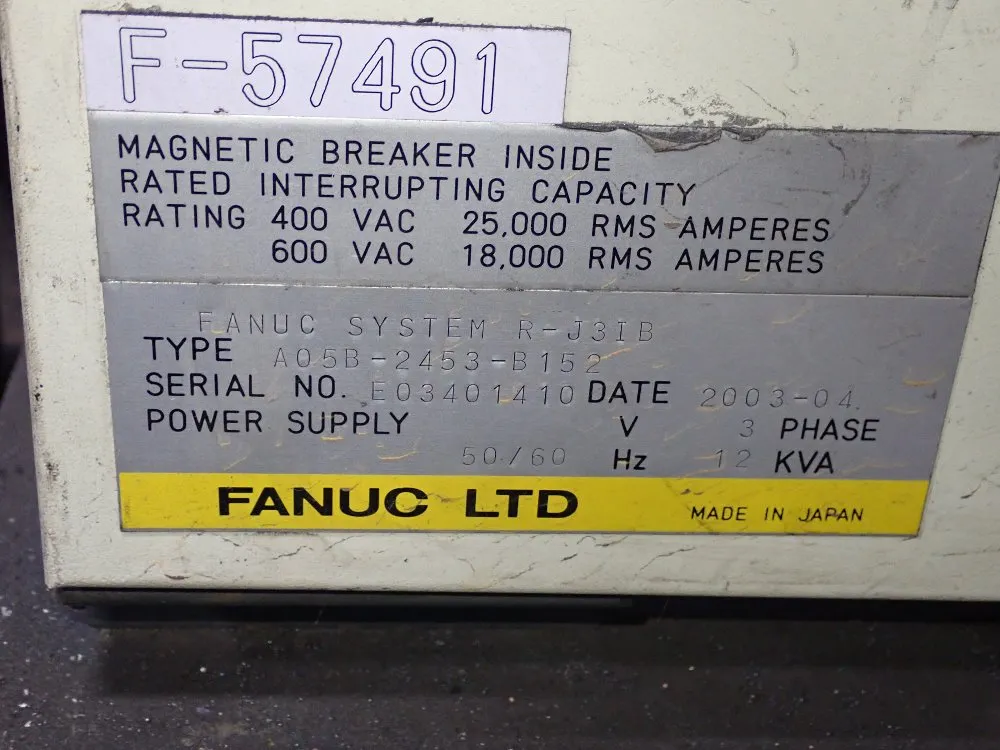 F-57491
MAGNETIC BREAKER INSIDE
RATED INTERRUPTING CAPACITY
RATING 400 VAC 25,000 RMS AMPERES
600 VAC 18,000 RMS AMPERES
FANUC SYSTEM R-J3IB
TYPE A05B-2453-B152
SERIAL NO. E03401410 DATE 2003-04.
POWER SUPPLY V 3 PHASE
50/60 Hz 12 KVA
FANUC LTD MADE IN JAPAN